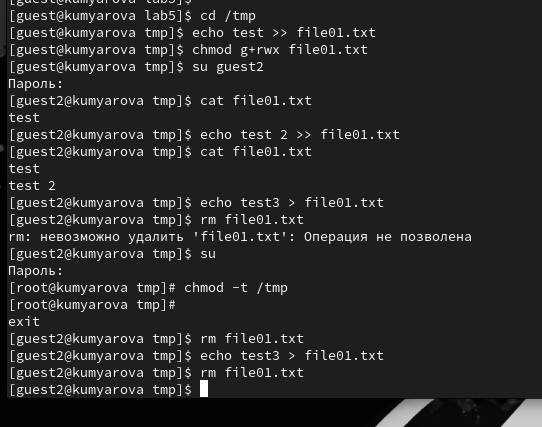 [guest@kumyarova lab5]$
[guest@kumyarova lab5]$ cd /tmp
[guest@kumyarova tmp]$ echo test >> file01.txt
[guest@kumyarova tmp]$ chmod g+rwx file01.txt
[guest@kumyarova tmp]$ su guest2
Пароль:
[guest2@kumyarova tmp]$ cat file01.txt
test
[guest2@kumyarova tmp]$ echo test 2 >> file01.txt
[guest2@kumyarova tmp]$ cat file01.txt
test
test 2
[guest2@kumyarova tmp]$ echo test3 > file01.txt
[guest2@kumyarova tmp]$ rm file01.txt
rm: невозможно удалить 'file01.txt': Операция не позволена
[guest2@kumyarova tmp]$ su
Пароль:
[root@kumyarova tmp]# chmod -t /tmp
[root@kumyarova tmp]#
exit
[guest2@kumyarova tmp]$ rm file01.txt
[guest2@kumyarova tmp]$ echo test3 > file01.txt
[guest2@kumyarova tmp]$ rm file01.txt
[guest2@kumyarova tmp]$